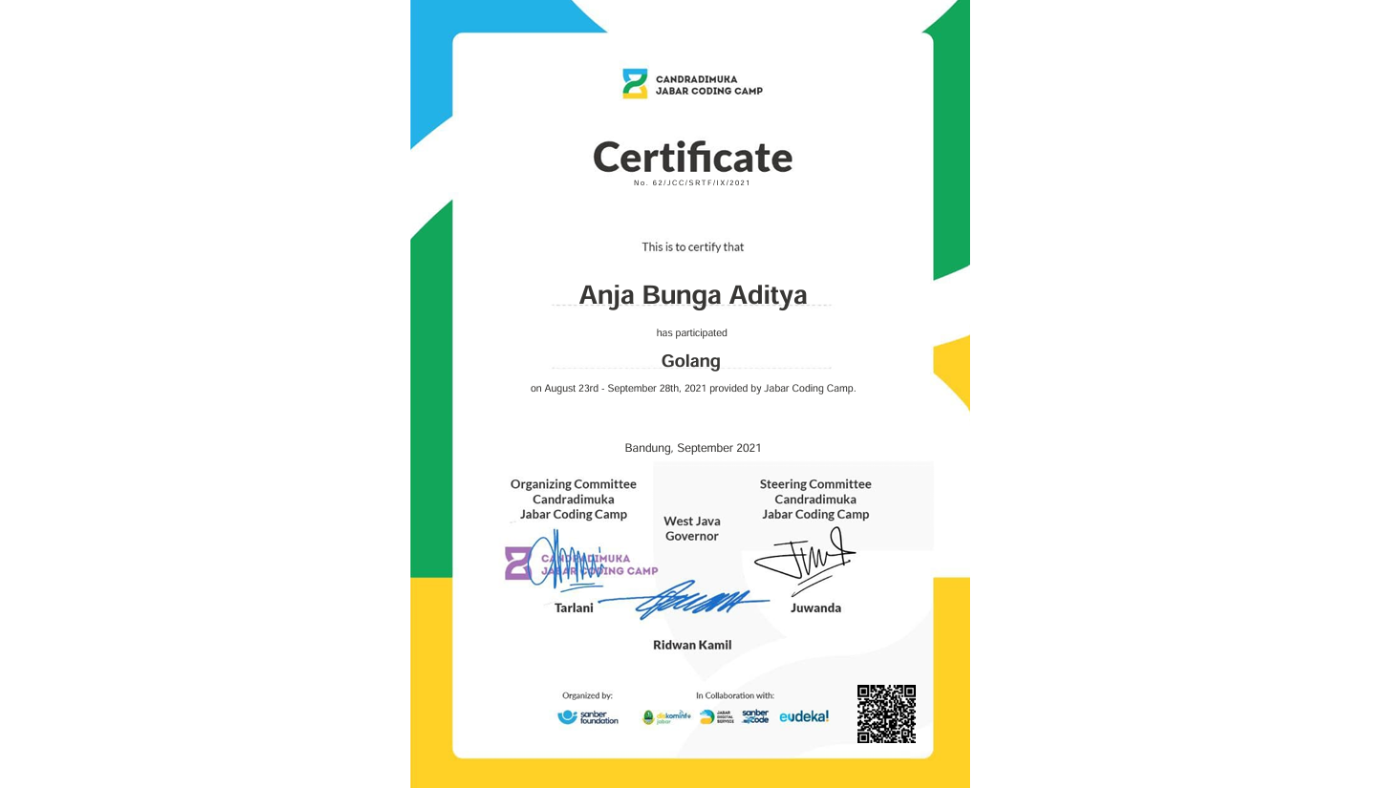 CANDRADIMUKA
JABAR CODING CAMP
Certificate
No. 62/JCC/SRTF/IX/2021
This is to certify that
Anja Bunga Aditya
has participated
Golang
on August 23rd - September 28th, 2021 provided by Jabar Coding Camp.
Bandung, September 2021
Organizing Committee
Candradimuka
Jabar Coding Camp
West Java
Governor
Steering Committee
Candradimuka
Jabar Coding Camp
CANDRADIMUKA
JABAR CODING CAMP
Tarlani
Juwanda
Ridwan Kamil
Organized by:
In Collaboration with:
sanber
foundation
diskominfo
jabar
JABAR
DIGITAL
SERVICE
sanber
code
eudeka!